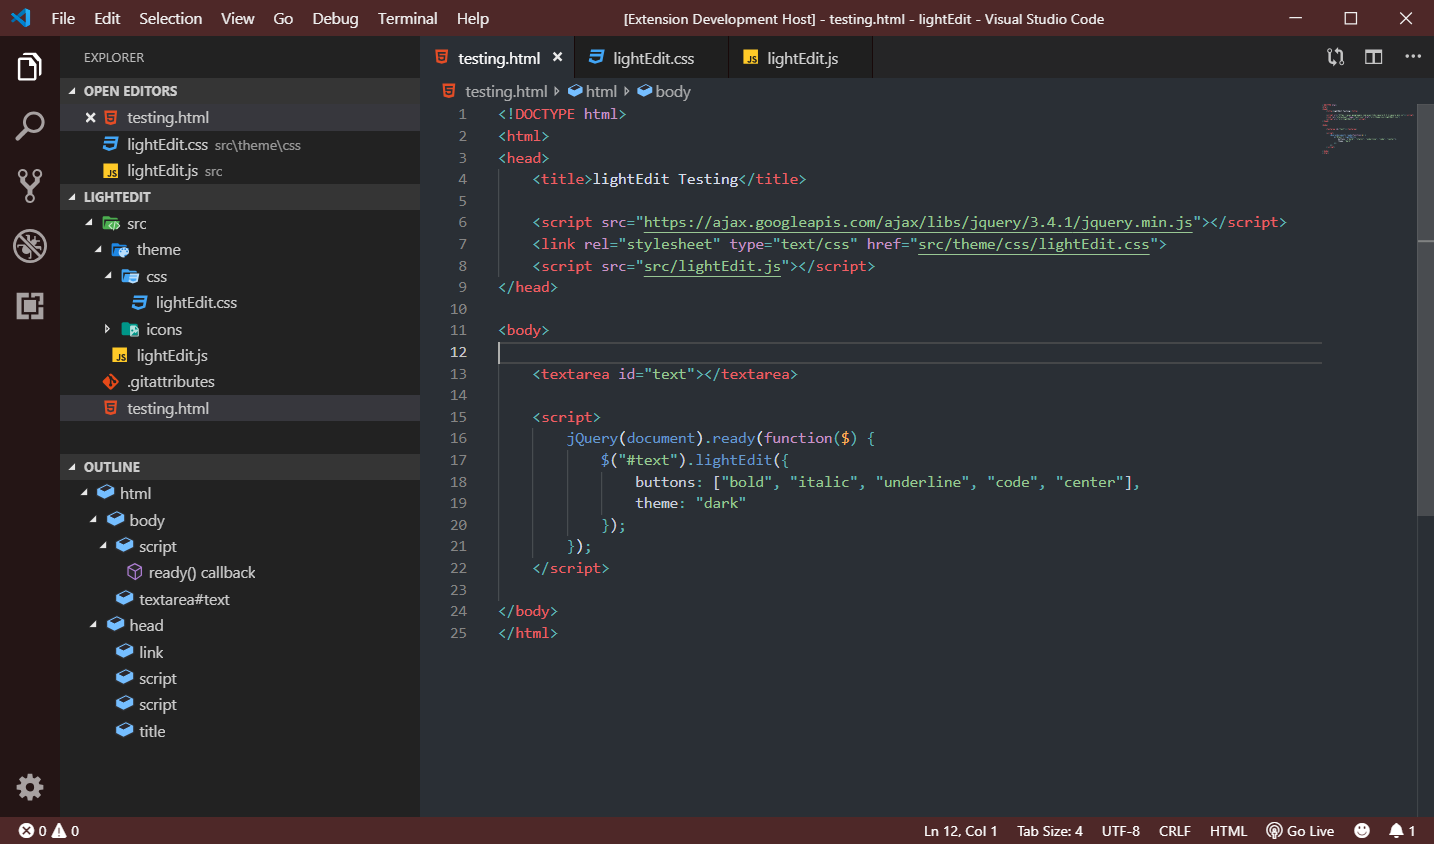 File Edit Selection View Go Debug Terminal Help [Extension Development Host] - testing.html - lightEdit - Visual Studio Code
EXPLORER
OPEN EDITORS
testing.html
lightEdit.css src\theme\css
lightEdit.js src
LIGHTEDIT
src
theme
css
lightEdit.css
icons
lightEdit.js
.gitattributes
testing.html
OUTLINE
html
body
script
ready() callback
textarea#text
head
link
script
script
title
testing.html lightEdit.css lightEdit.js
testing.html html body
1 <!DOCTYPE html>
2 <html>
3 <head>
4 <title>lightEdit Testing</title>
5
6 <script src="https://ajax.googleapis.com/ajax/libs/jquery/3.4.1/jquery.min.js"></script>
7 <link rel="stylesheet" type="text/css" href="src/theme/css/lightEdit.css">
8 <script src="src/lightEdit.js"></script>
9 </head>
10
11 <body>
12
13 <textarea id="text"></textarea>
14
15 <script>
16 jQuery(document).ready(function($) {
17 $("#text").lightEdit({
18 buttons: ["bold", "italic", "underline", "code", "center"],
19 theme: "dark"
20 });
21 });
22 </script>
23
24 </body>
25 </html>
0 0 Ln 12, Col 1 Tab Size: 4 UTF-8 CRLF HTML Go Live 1